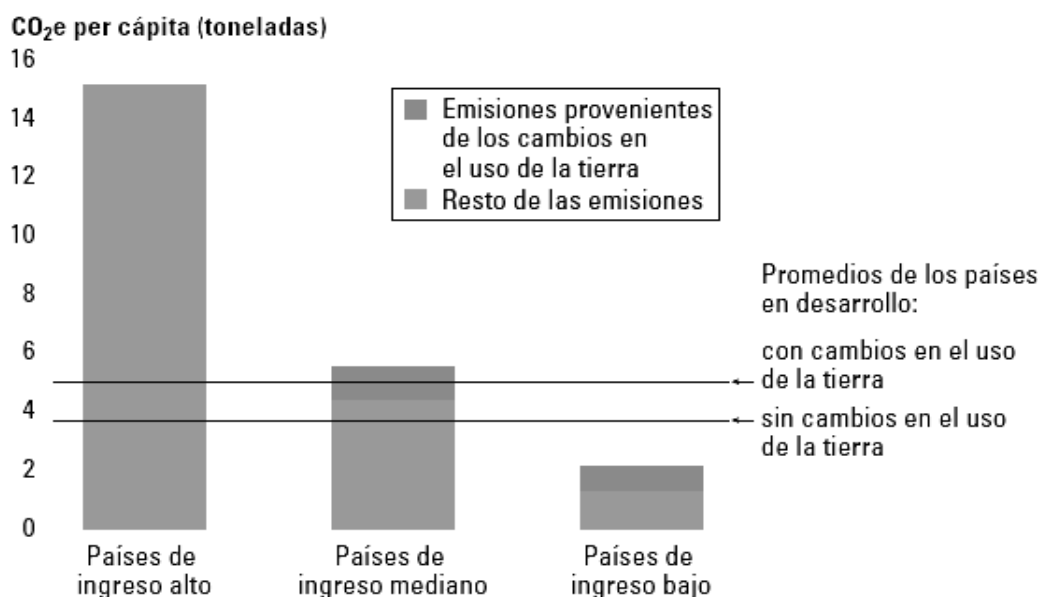 CO₂e per cápita (toneladas)
16
14
12
10
8
6
4
2
0
Emisiones provenientes
de los cambios en
el uso de la tierra
Resto de las emisiones
Promedios de los países
en desarrollo:
con cambios en el uso
de la tierra
sin cambios en el uso
de la tierra
Países de
ingreso alto
Países de
ingreso mediano
Países de
ingreso bajo